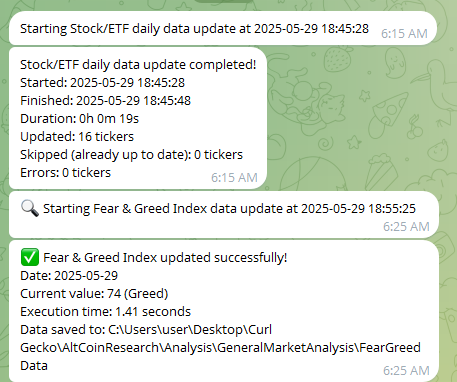 Starting Stock/ETF daily data update at 2025-05-29 18:45:28
6:15 AM
Stock/ETF daily data update completed!
Started: 2025-05-29 18:45:28
Finished: 2025-05-29 18:45:48
Duration: 0h 0m 19s
Updated: 16 tickers
Skipped (already up to date): 0 tickers
Errors: 0 tickers
6:15 AM
🔍 Starting Fear & Greed Index data update at 2025-05-29 18:55:25
6:25 AM
✅ Fear & Greed Index updated successfully!
Date: 2025-05-29
Current value: 74 (Greed)
Execution time: 1.41 seconds
Data saved to: C:\Users\user\Desktop\Curl
Gecko\AltCoinResearch\Analysis\GeneralMarketAnalysis\FearGreed
Data
6:25 AM